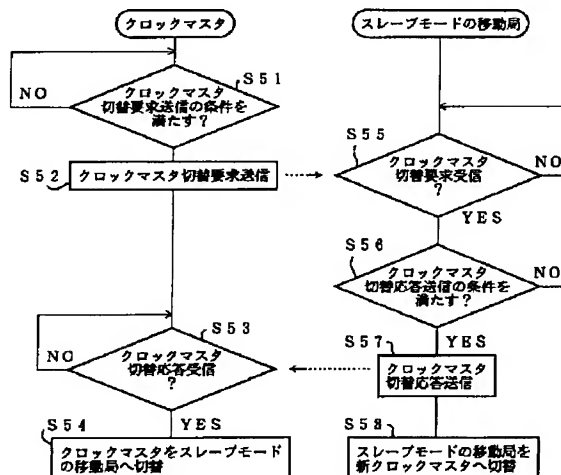 クロックマスタ
S51
クロックマスタ
切替要求送信の条件を
満たす?
NO
S52
クロックマスタ切替要求送信
S53
クロックマスタ
切替応答受信
?
NO
YES
S54
クロックマスタをスレーブモード
の移動局へ切替
スレーブモードの移動局
S55
クロックマスタ
切替要求受信
?
NO
YES
S56
クロックマスタ
切替応答送信の条件を
満たす?
NO
YES
S57
クロックマスタ
切替応答送信
S58
スレーブモードの移動局を
新クロックマスタへ切替